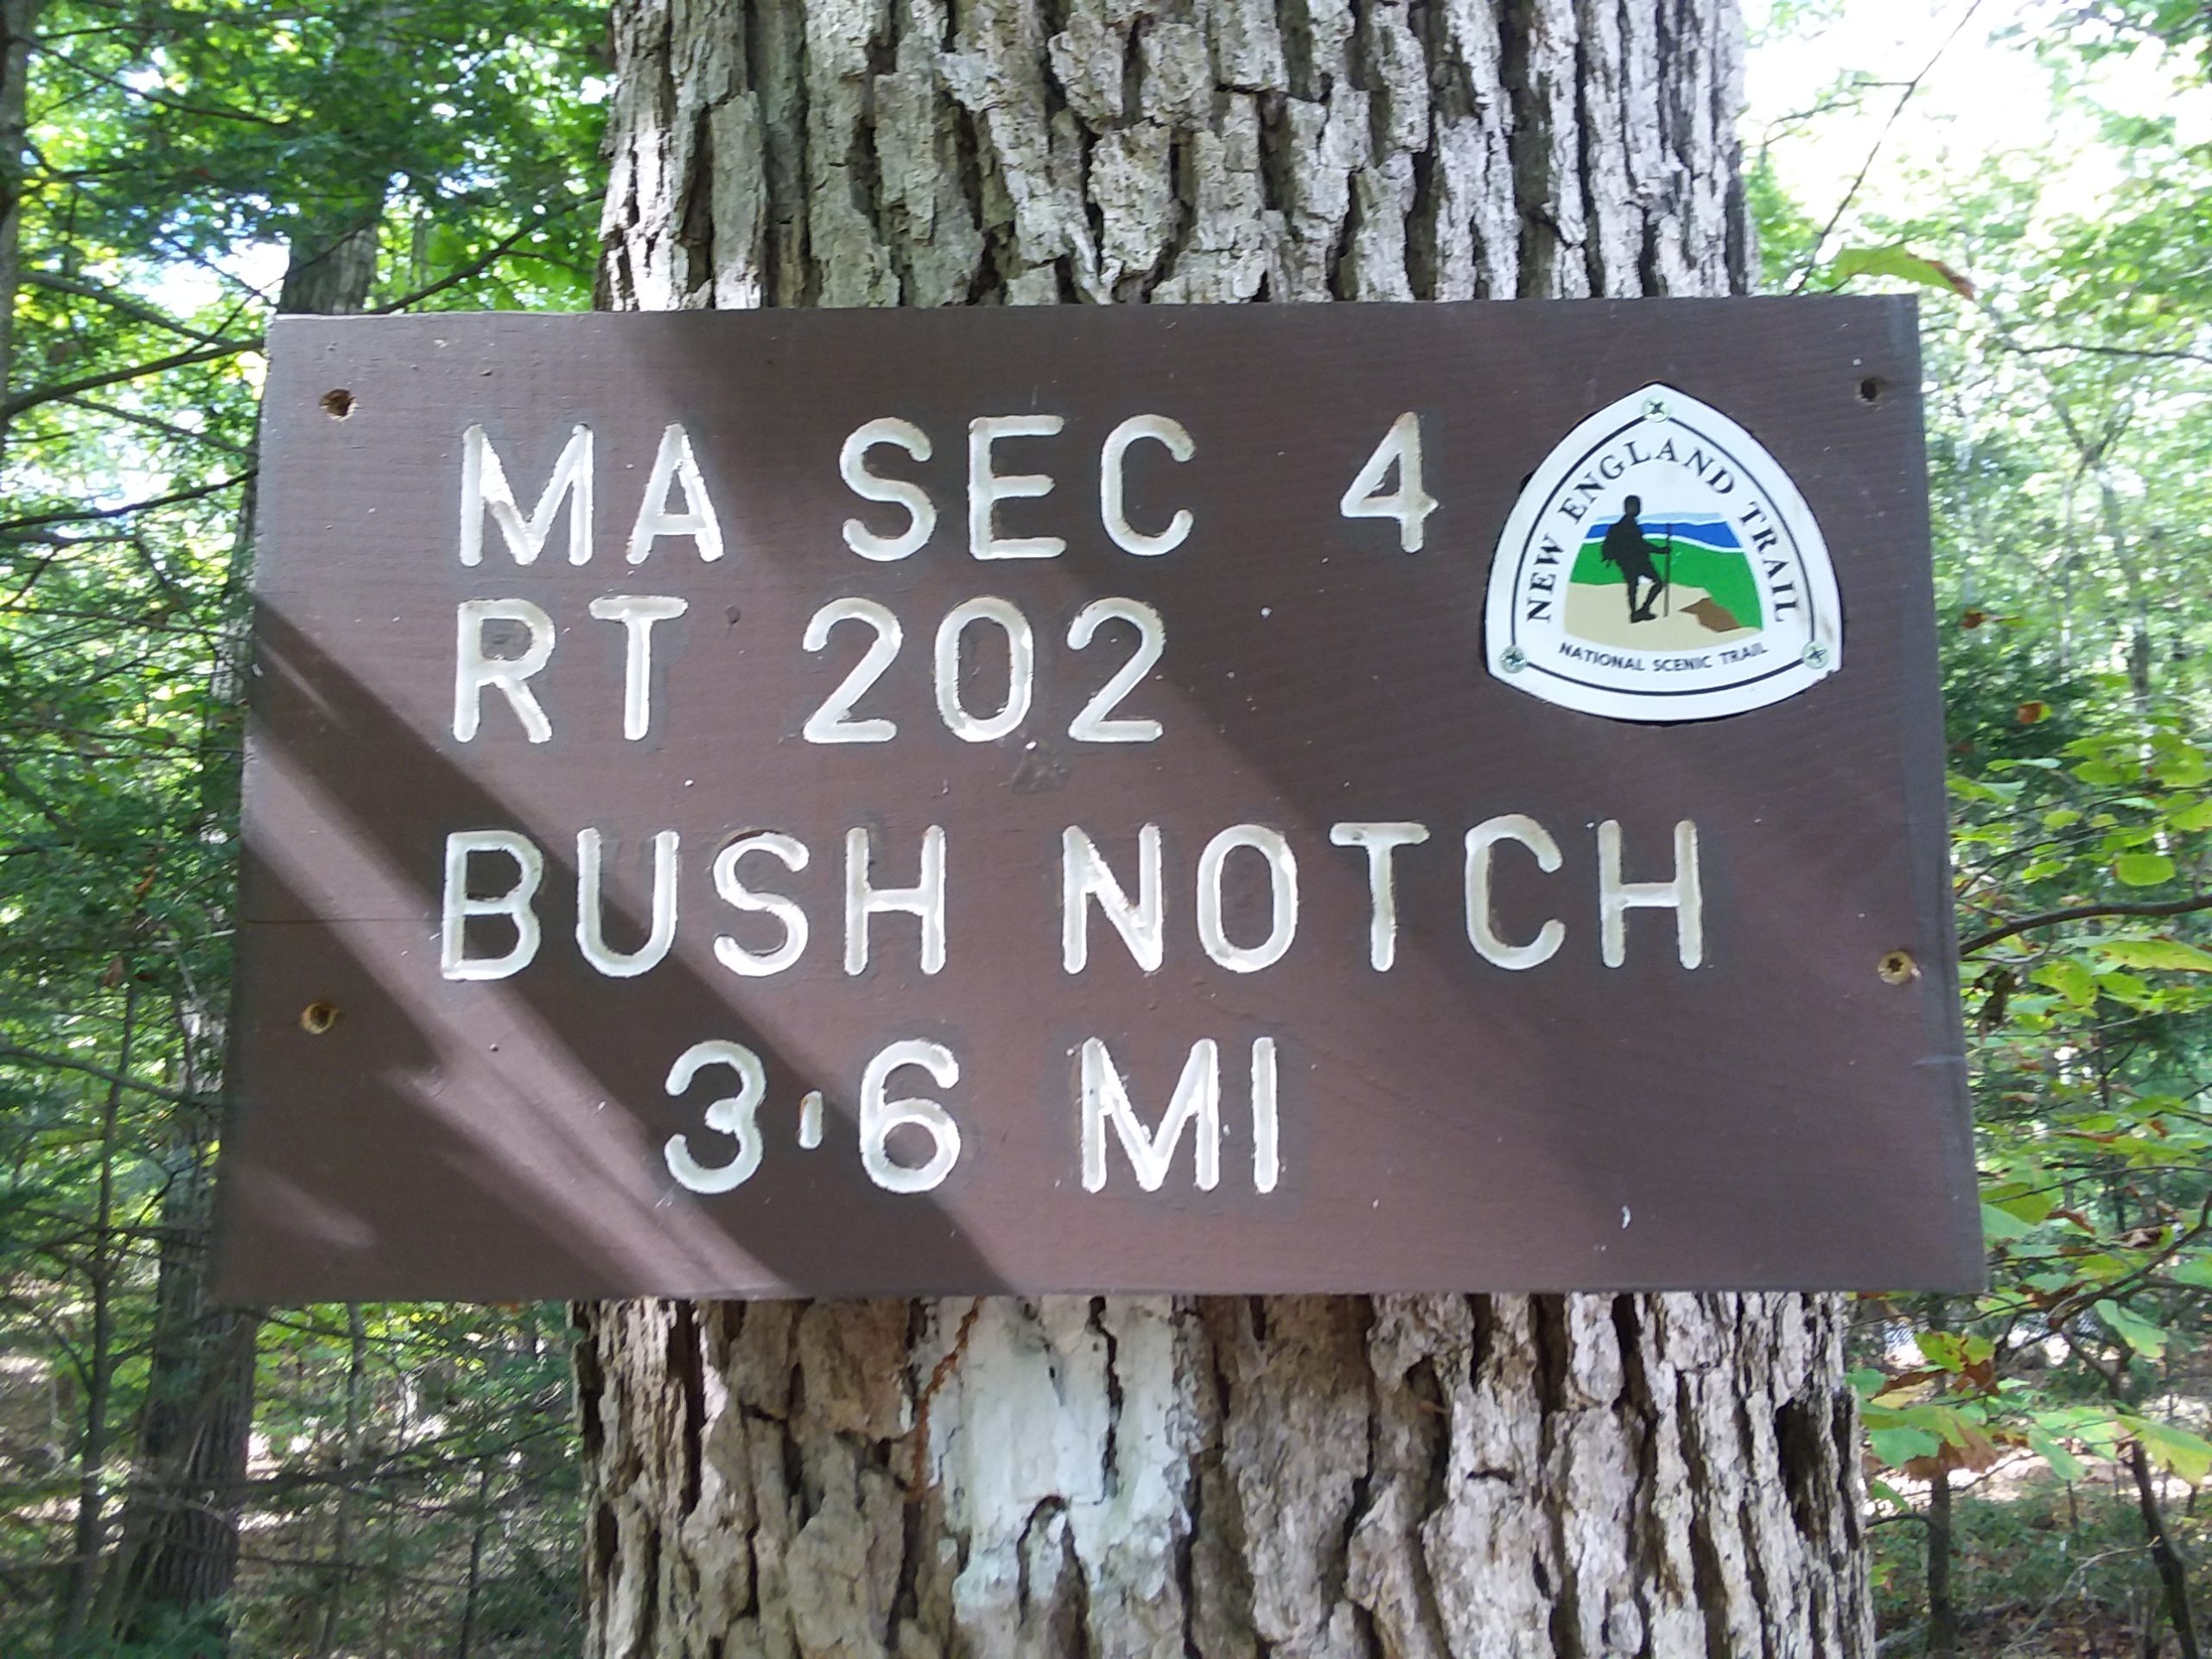 MA SEC 4
RT 202
BUSH NOTCH
3.6 MI
NEW ENGLAND TRAIL
NATIONAL SCENIC TRAIL